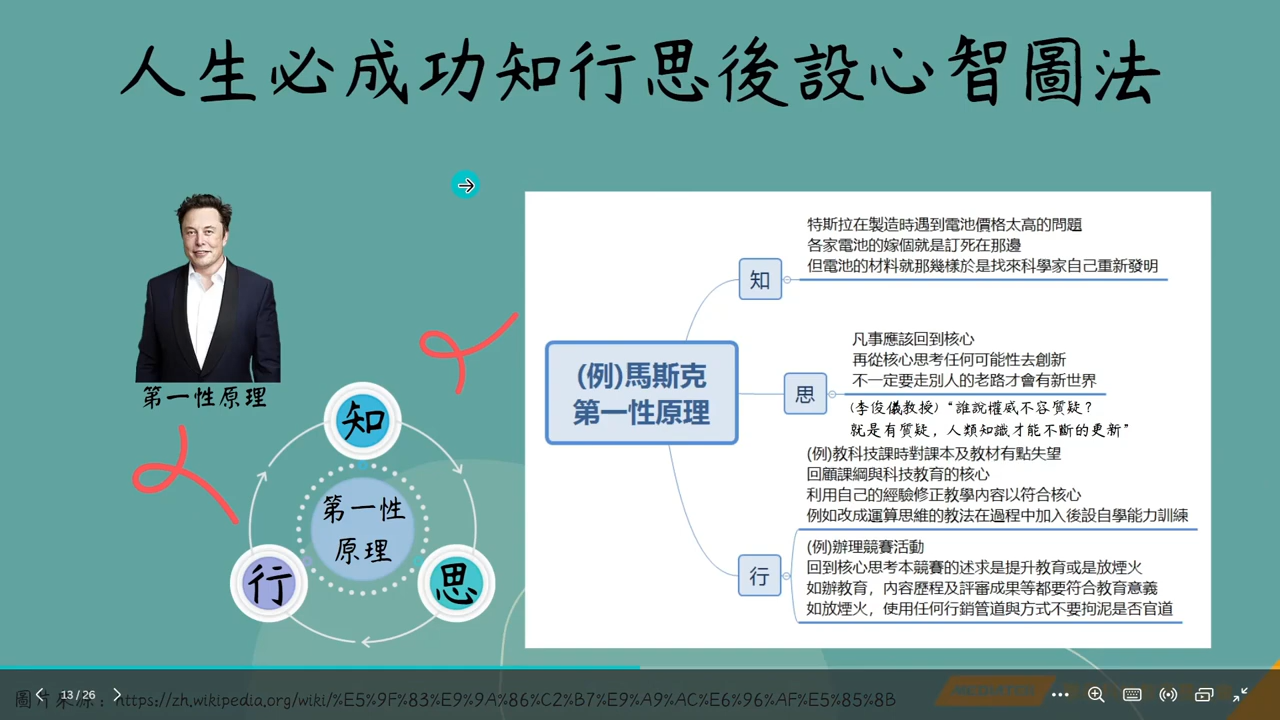 人生必成功知行思後設心智圖法
第一性原理
知
第一性
原理
行
思
(例)馬斯克
第一性原理
知
特斯拉在製造時遇到電池價格太高的問題
各家電池的嫁個就是訂死在那邊
但電池的材料就那幾樣於是找來科學家自己重新發明
思
凡事應該回到核心
再從核心思考任何可能性去創新
不一定要走別人的老路才會有新世界
(李俊儀教授)“誰說權威不容質疑？
就是有質疑，人類知識才能不斷的更新”
行
(例)教科技課時對課本及教材有點失望
回顧課綱與科技教育的核心
利用自己的經驗修正教學內容以符合核心
例如改成運算思維的教法在過程中加入後設自學能力訓練
(例)辦理競賽活動
回到核心思考本競賽的述求是提升教育或是放煙火
如辦教育，內容歷程及評審成果等都要符合教育意義
如放煙火，使用任何行銷管道與方式不要拘泥是否官道
圖片來源：https://zh.wikipedia.org/wiki/%E5%9F%83%E9%9A%86%C2%B7%E9%A9%AC%E6%96%AF%E5%85%8B
13 / 26